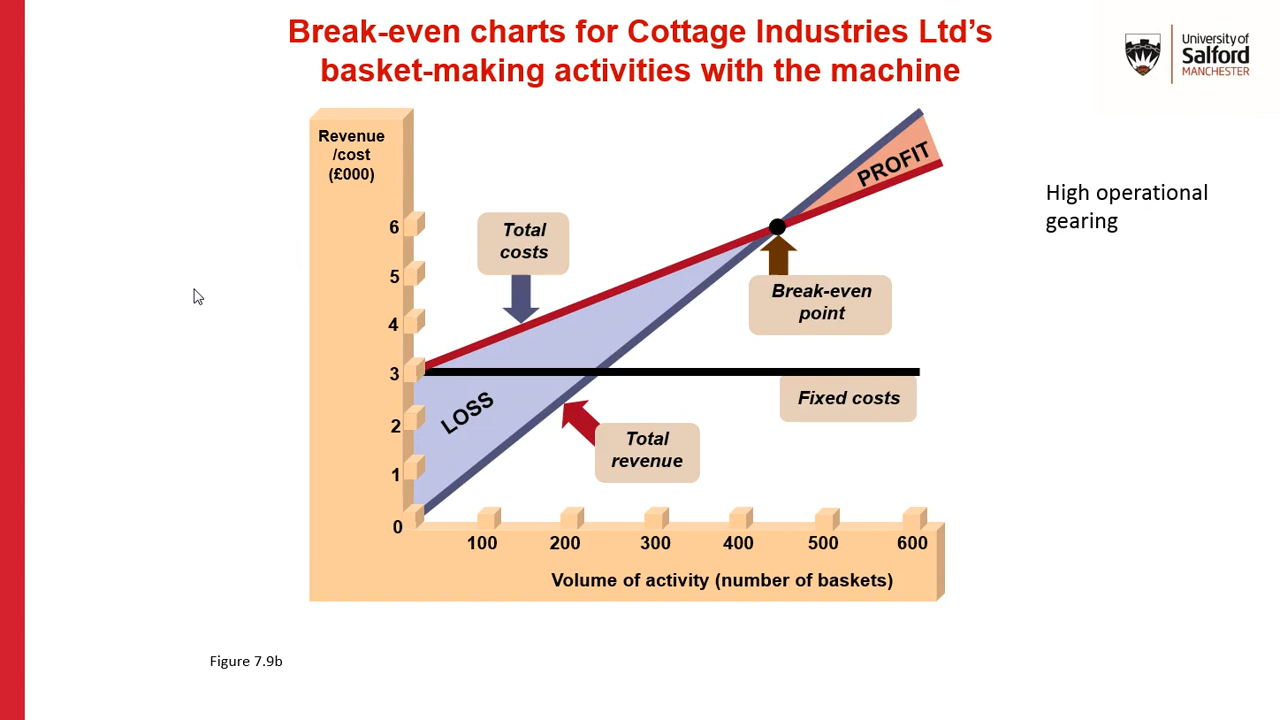 Break-even charts for Cottage Industries Ltd’s
basket-making activities with the machine
University of
Salford
MANCHESTER
Revenue
/cost
(£000)
High operational
gearing
PROFIT
6
Total
costs
5
Break-even
point
4
3
Fixed costs
LOSS
2
Total
revenue
1
0
100 200 300 400 500 600
Volume of activity (number of baskets)
Figure 7.9b